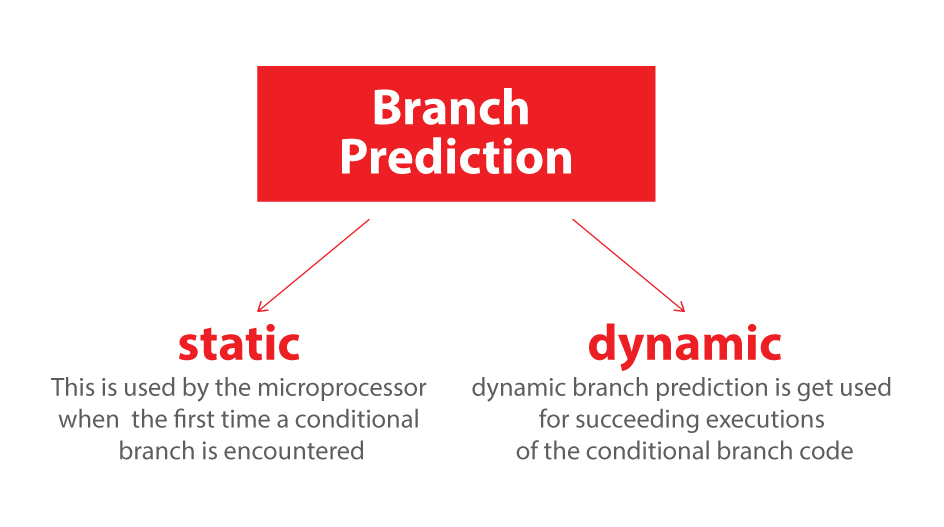 Branch
Prediction
static
This is used by the microprocessor
when the first time a conditional
branch is encountered
dynamic
dynamic branch prediction is get used
for succeeding executions
of the conditional branch code